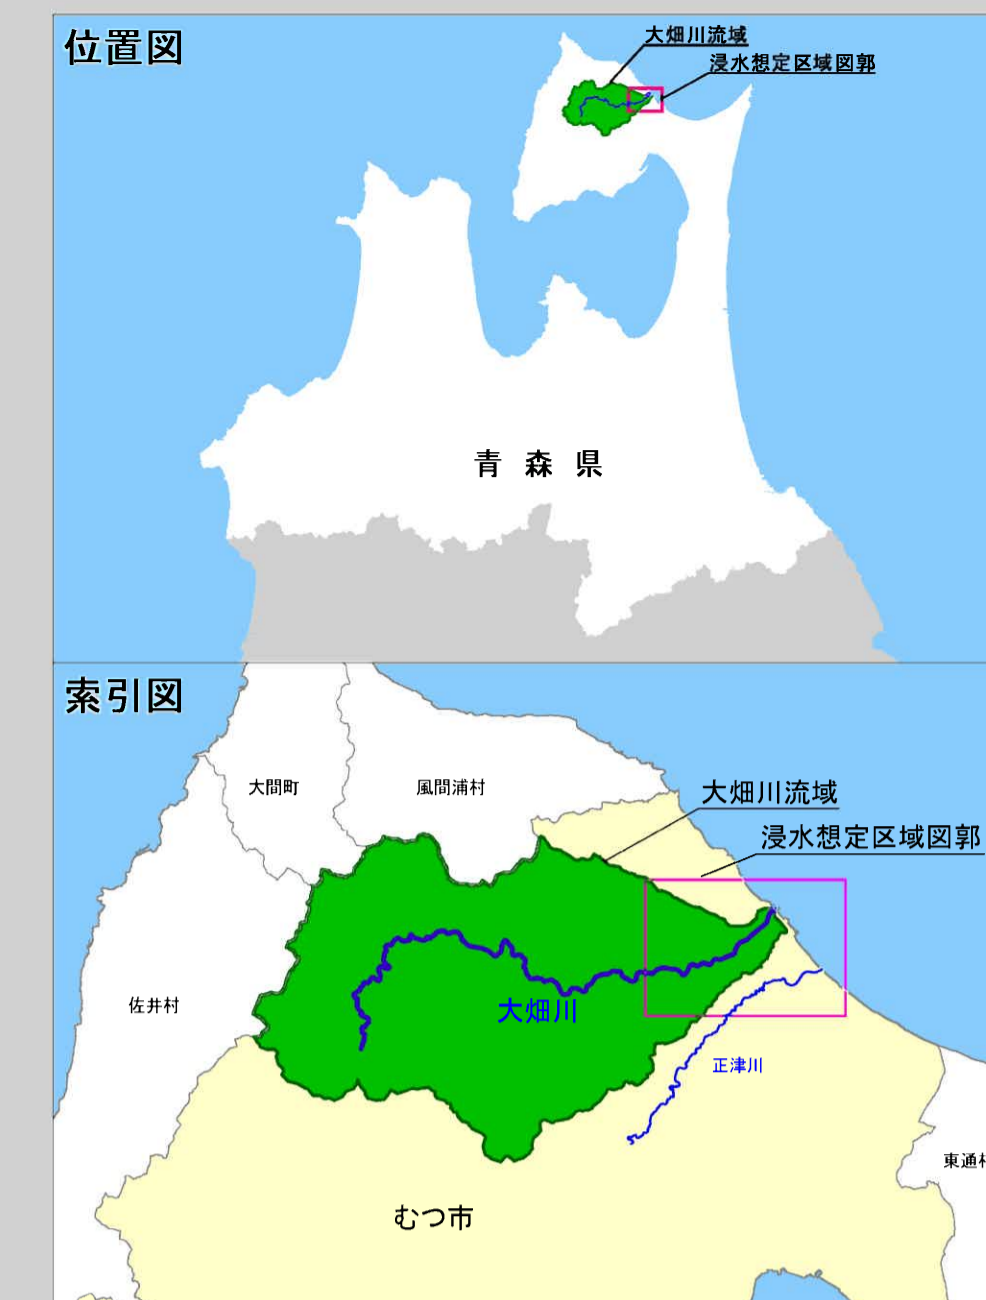 位置図
大畑川流域
浸水想定区域図郭
青森県
索引図
大間町
風間浦村
大畑川流域
浸水想定区域図郭
佐井村
大畑川
正津川
東通村
むつ市